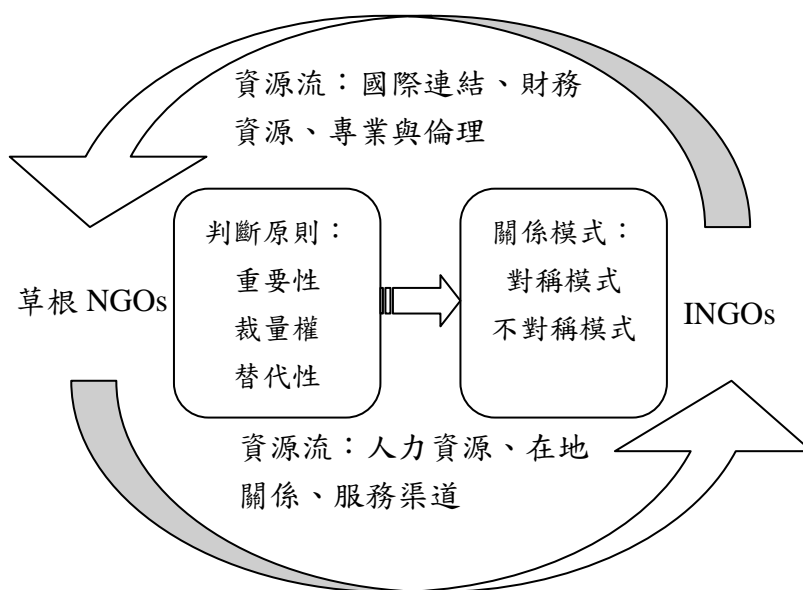 資源流：國際連結、財務
資源、專業與倫理
判斷原則：
重要性
裁量權
替代性
關係模式：
對稱模式
不對稱模式
草根 NGOs
INGOs
資源流：人力資源、在地
關係、服務渠道